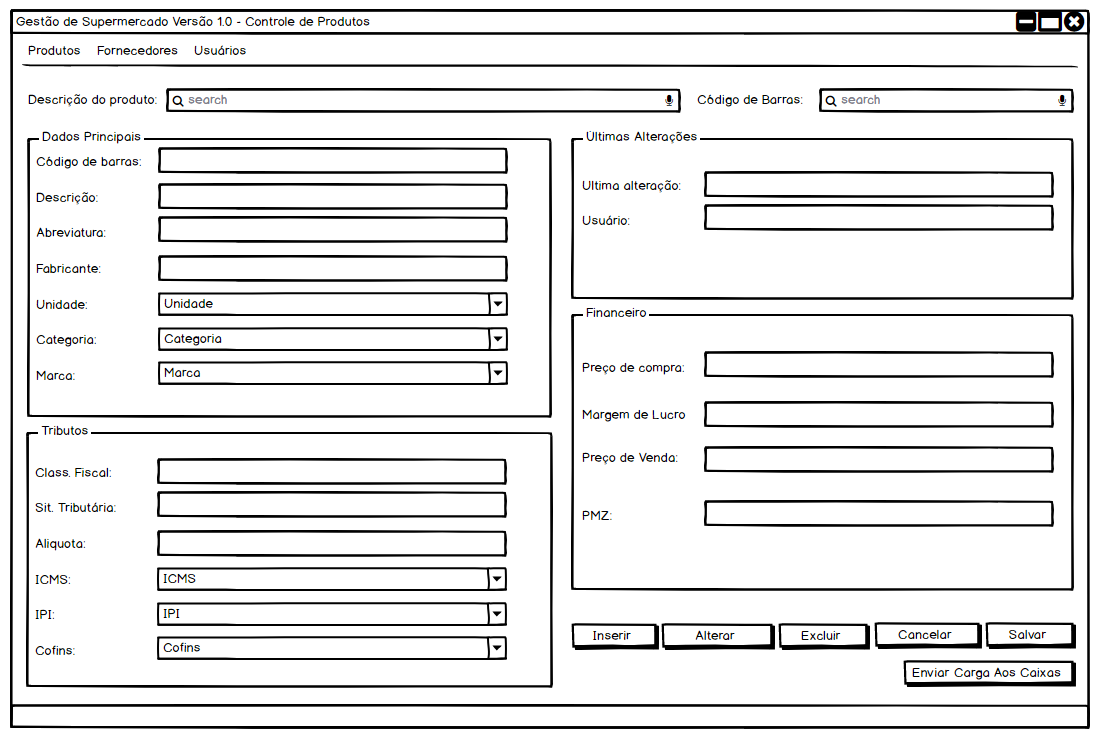 Gestão de Supermercado Versão 1.0 - Controle de Produtos
Produtos Fornecedores Usuários
Descrição do produto: search Código de Barras: search
Dados Principais
Código de barras:
Descrição:
Abreviatura:
Fabricante:
Unidade: Unidade
Categoria: Categoria
Marca: Marca
Tributos
Class. Fiscal:
Sit. Tributária:
Aliquota:
ICMS: ICMS
IPI: IPI
Cofins: Cofins
Últimas Alterações
Ultima alteração:
Usuário:
Financeiro
Preço de compra:
Margem de Lucro
Preço de Venda:
PMZ:
Inserir Alterar Excluir Cancelar Salvar
Enviar Carga Aos Caixas